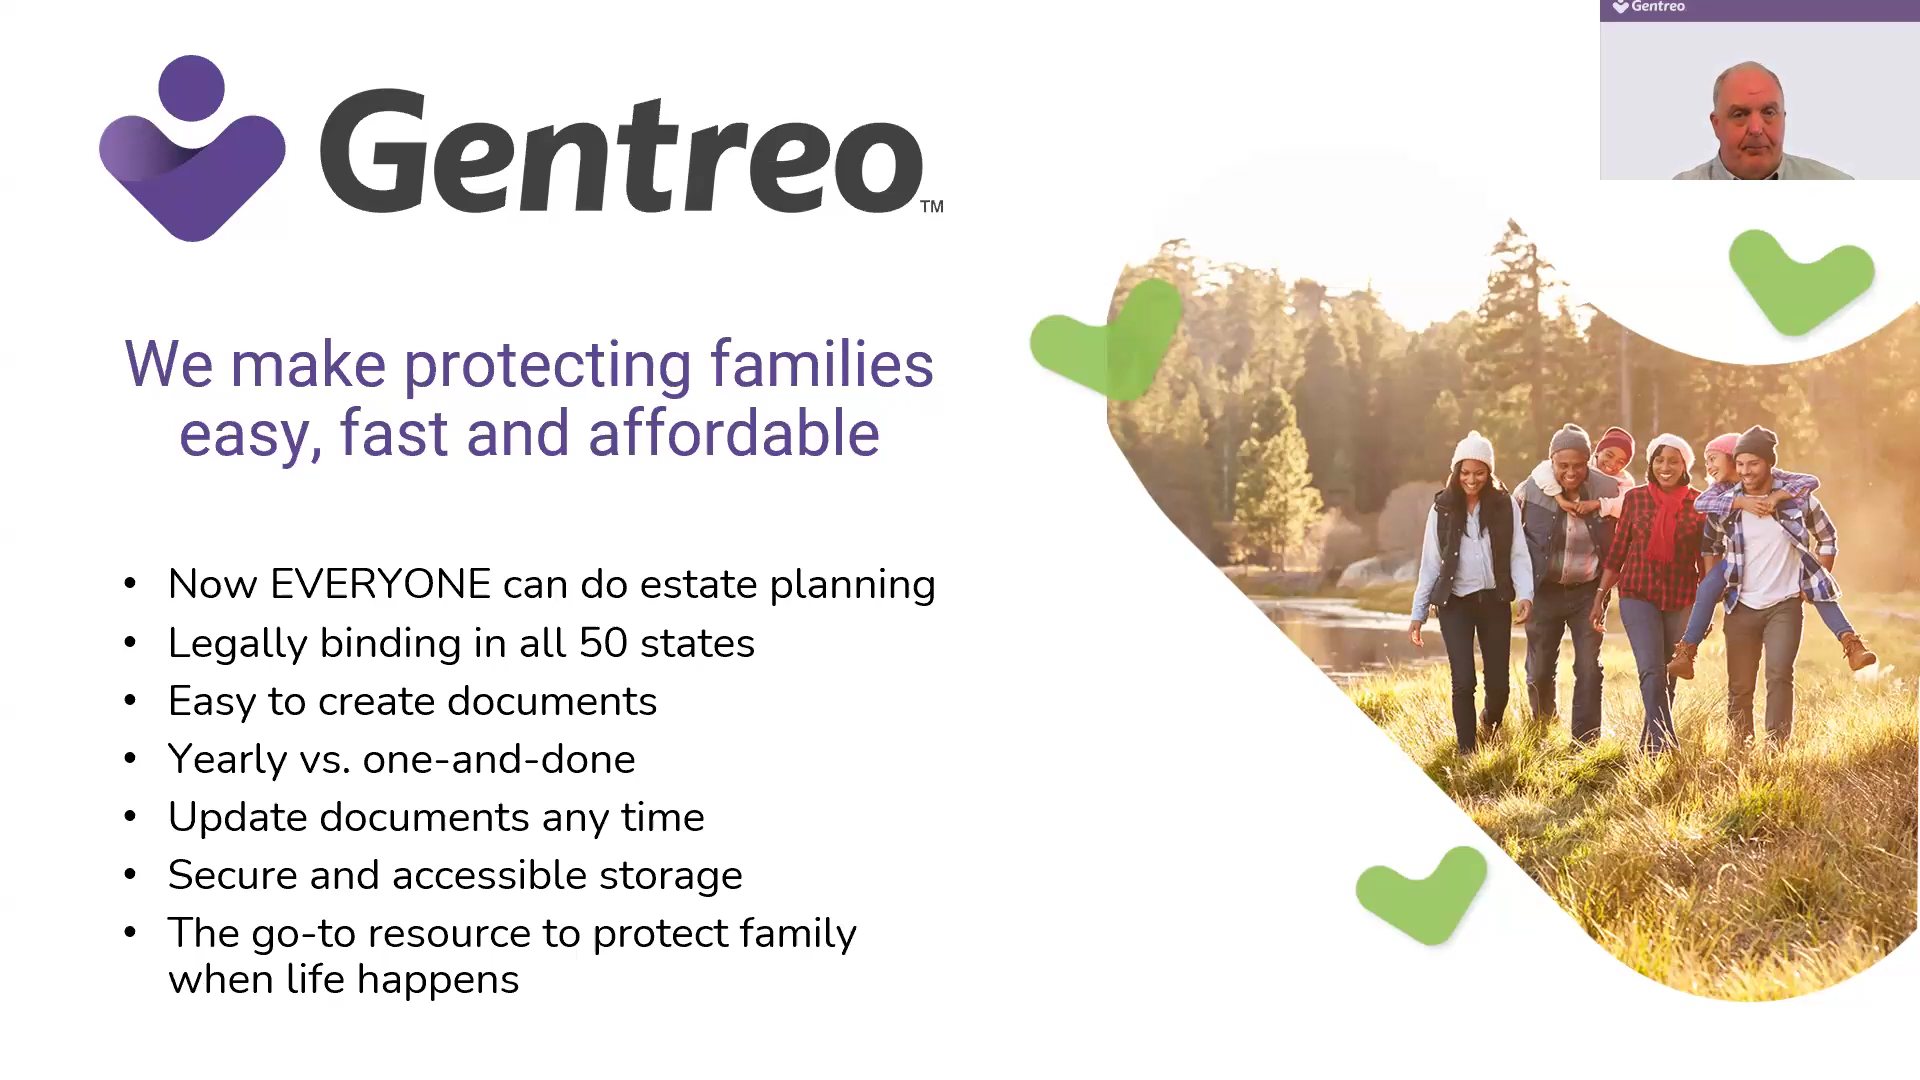 Gentreo
Gentreo™
We make protecting families
easy, fast and affordable
• Now EVERYONE can do estate planning
• Legally binding in all 50 states
• Easy to create documents
• Yearly vs. one-and-done
• Update documents any time
• Secure and accessible storage
• The go-to resource to protect family
when life happens